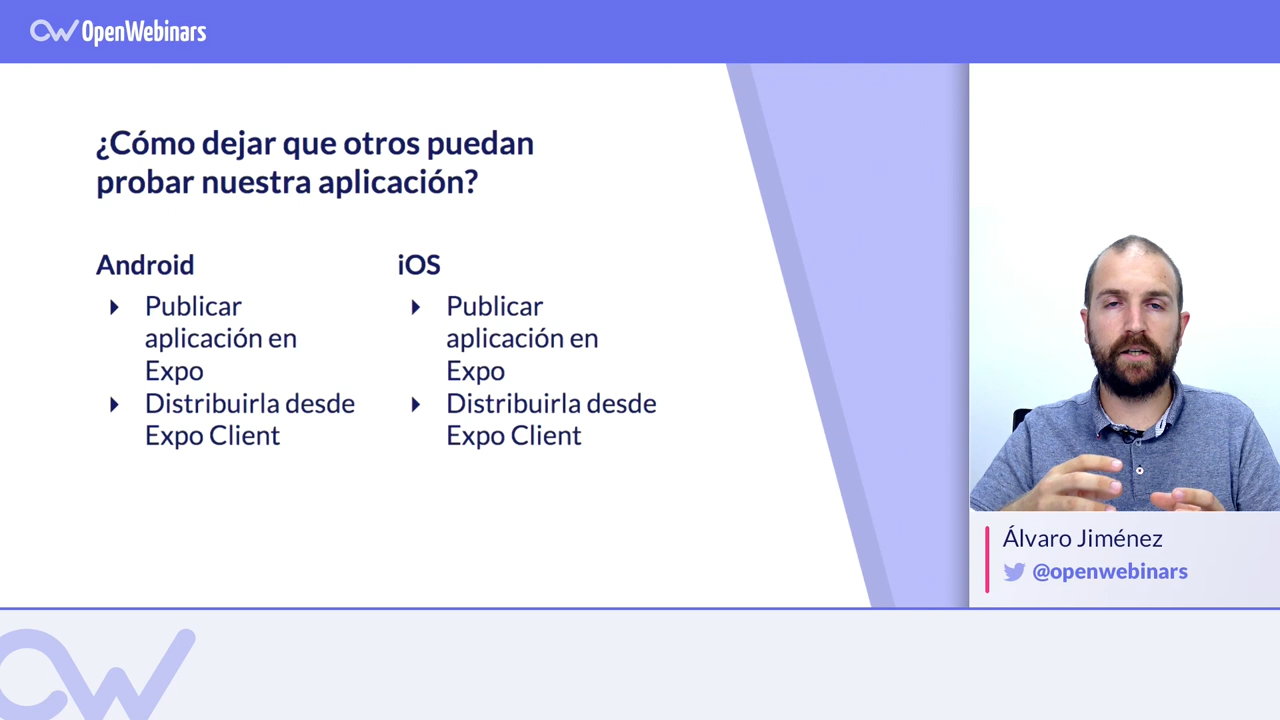 OpenWebinars
¿Cómo dejar que otros puedan
probar nuestra aplicación?
Android
Publicar
aplicación en
Expo
Distribuirla desde
Expo Client
iOS
Publicar
aplicación en
Expo
Distribuirla desde
Expo Client
Álvaro Jiménez
@openwebinars